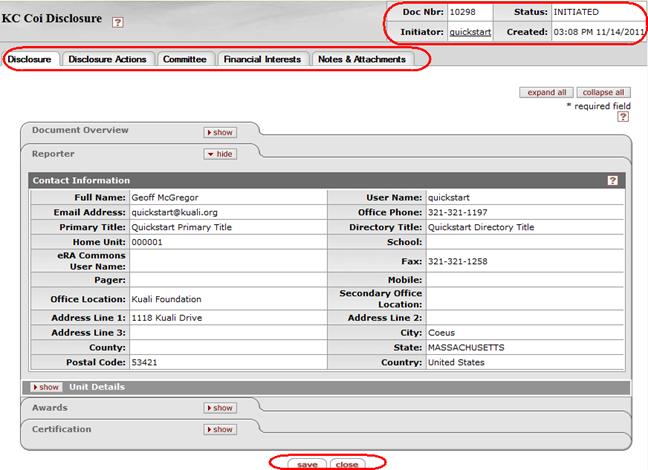 KC Coi Disclosure ?
Doc Nbr: 10298 Status: INITIATED
Initiator: quickstart Created: 03:08 PM 11/14/2011
Disclosure Disclosure Actions Committee Financial Interests Notes & Attachments
expand all collapse all
* required field
?
Document Overview show
Reporter hide
Contact Information ?
Full Name: Geoff McGregor User Name: quickstart
Email Address: quickstart@kuali.org Office Phone: 321-321-1197
Primary Title: Quickstart Primary Title Directory Title: Quickstart Directory Title
Home Unit: 000001 School:
eRA Commons
User Name: Fax: 321-321-1258
Pager: Mobile:
Office Location: Kuali Foundation Secondary Office
Location:
Address Line 1: 1118 Kuali Drive Address Line 2:
Address Line 3: City: Coeus
County: State: MASSACHUSETTS
Postal Code: 53421 Country: United States
show Unit Details
Awards show
Certification show
save close